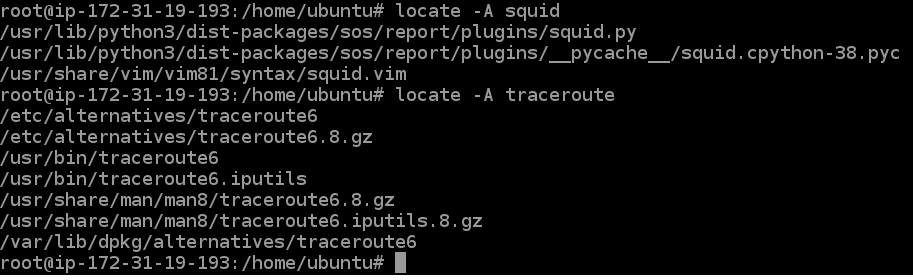 root@ip-172-31-19-193:/home/ubuntu# locate -A squid
/usr/lib/python3/dist-packages/sos/report/plugins/squid.py
/usr/lib/python3/dist-packages/sos/report/plugins/__pycache__/squid.cpython-38.pyc
/usr/share/vim/vim81/syntax/squid.vim
root@ip-172-31-19-193:/home/ubuntu# locate -A traceroute
/etc/alternatives/traceroute6
/etc/alternatives/traceroute6.8.gz
/usr/bin/traceroute6
/usr/bin/traceroute6.iputils
/usr/share/man/man8/traceroute6.8.gz
/usr/share/man/man8/traceroute6.iputils.8.gz
/var/lib/dpkg/alternatives/traceroute6
root@ip-172-31-19-193:/home/ubuntu#